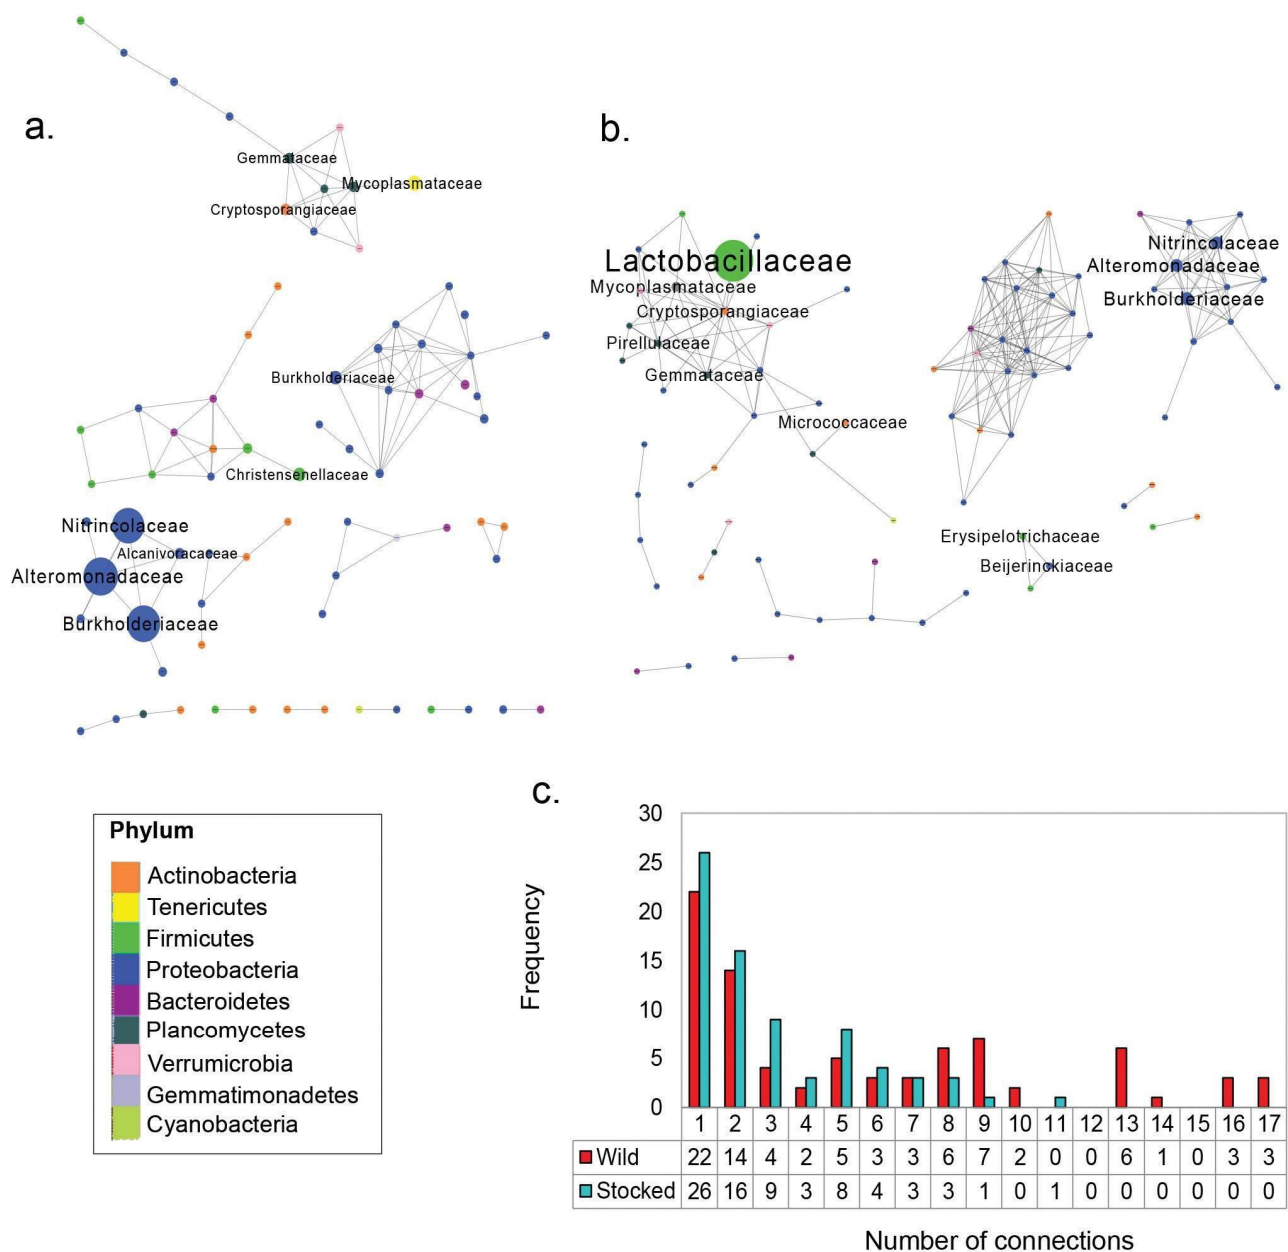 a.
Gemmataceae
Mycoplasmataceae
Cryptosporangiaceae
Burkholderiaceae
Christensenellaceae
Nitrincolaceae
Alcanivoracaceae
Alteromonadaceae
Burkholderiaceae
b.
Lactobacillaceae
Mycoplasmataceae
Cryptosporangiaceae
Pirellulaceae
Gemmataceae
Micrococcaceae
Nitrincolaceae
Alteromonadaceae
Burkholderiaceae
Erysipelotrichaceae
Beijerinckiaceae
Phylum
Actinobacteria
Tenericutes
Firmicutes
Proteobacteria
Bacteroidetes
Plancomycetes
Verrumicrobia
Gemmatimonadetes
Cyanobacteria
c.
Frequency
30
25
20
15
10
5
0
1 2 3 4 5 6 7 8 9 10 11 12 13 14 15 16 17
Wild 22 14 4 2 5 3 3 6 7 2 0 0 6 1 0 3 3
Stocked 26 16 9 3 8 4 3 3 1 0 1 0 0 0 0 0 0
Number of connections